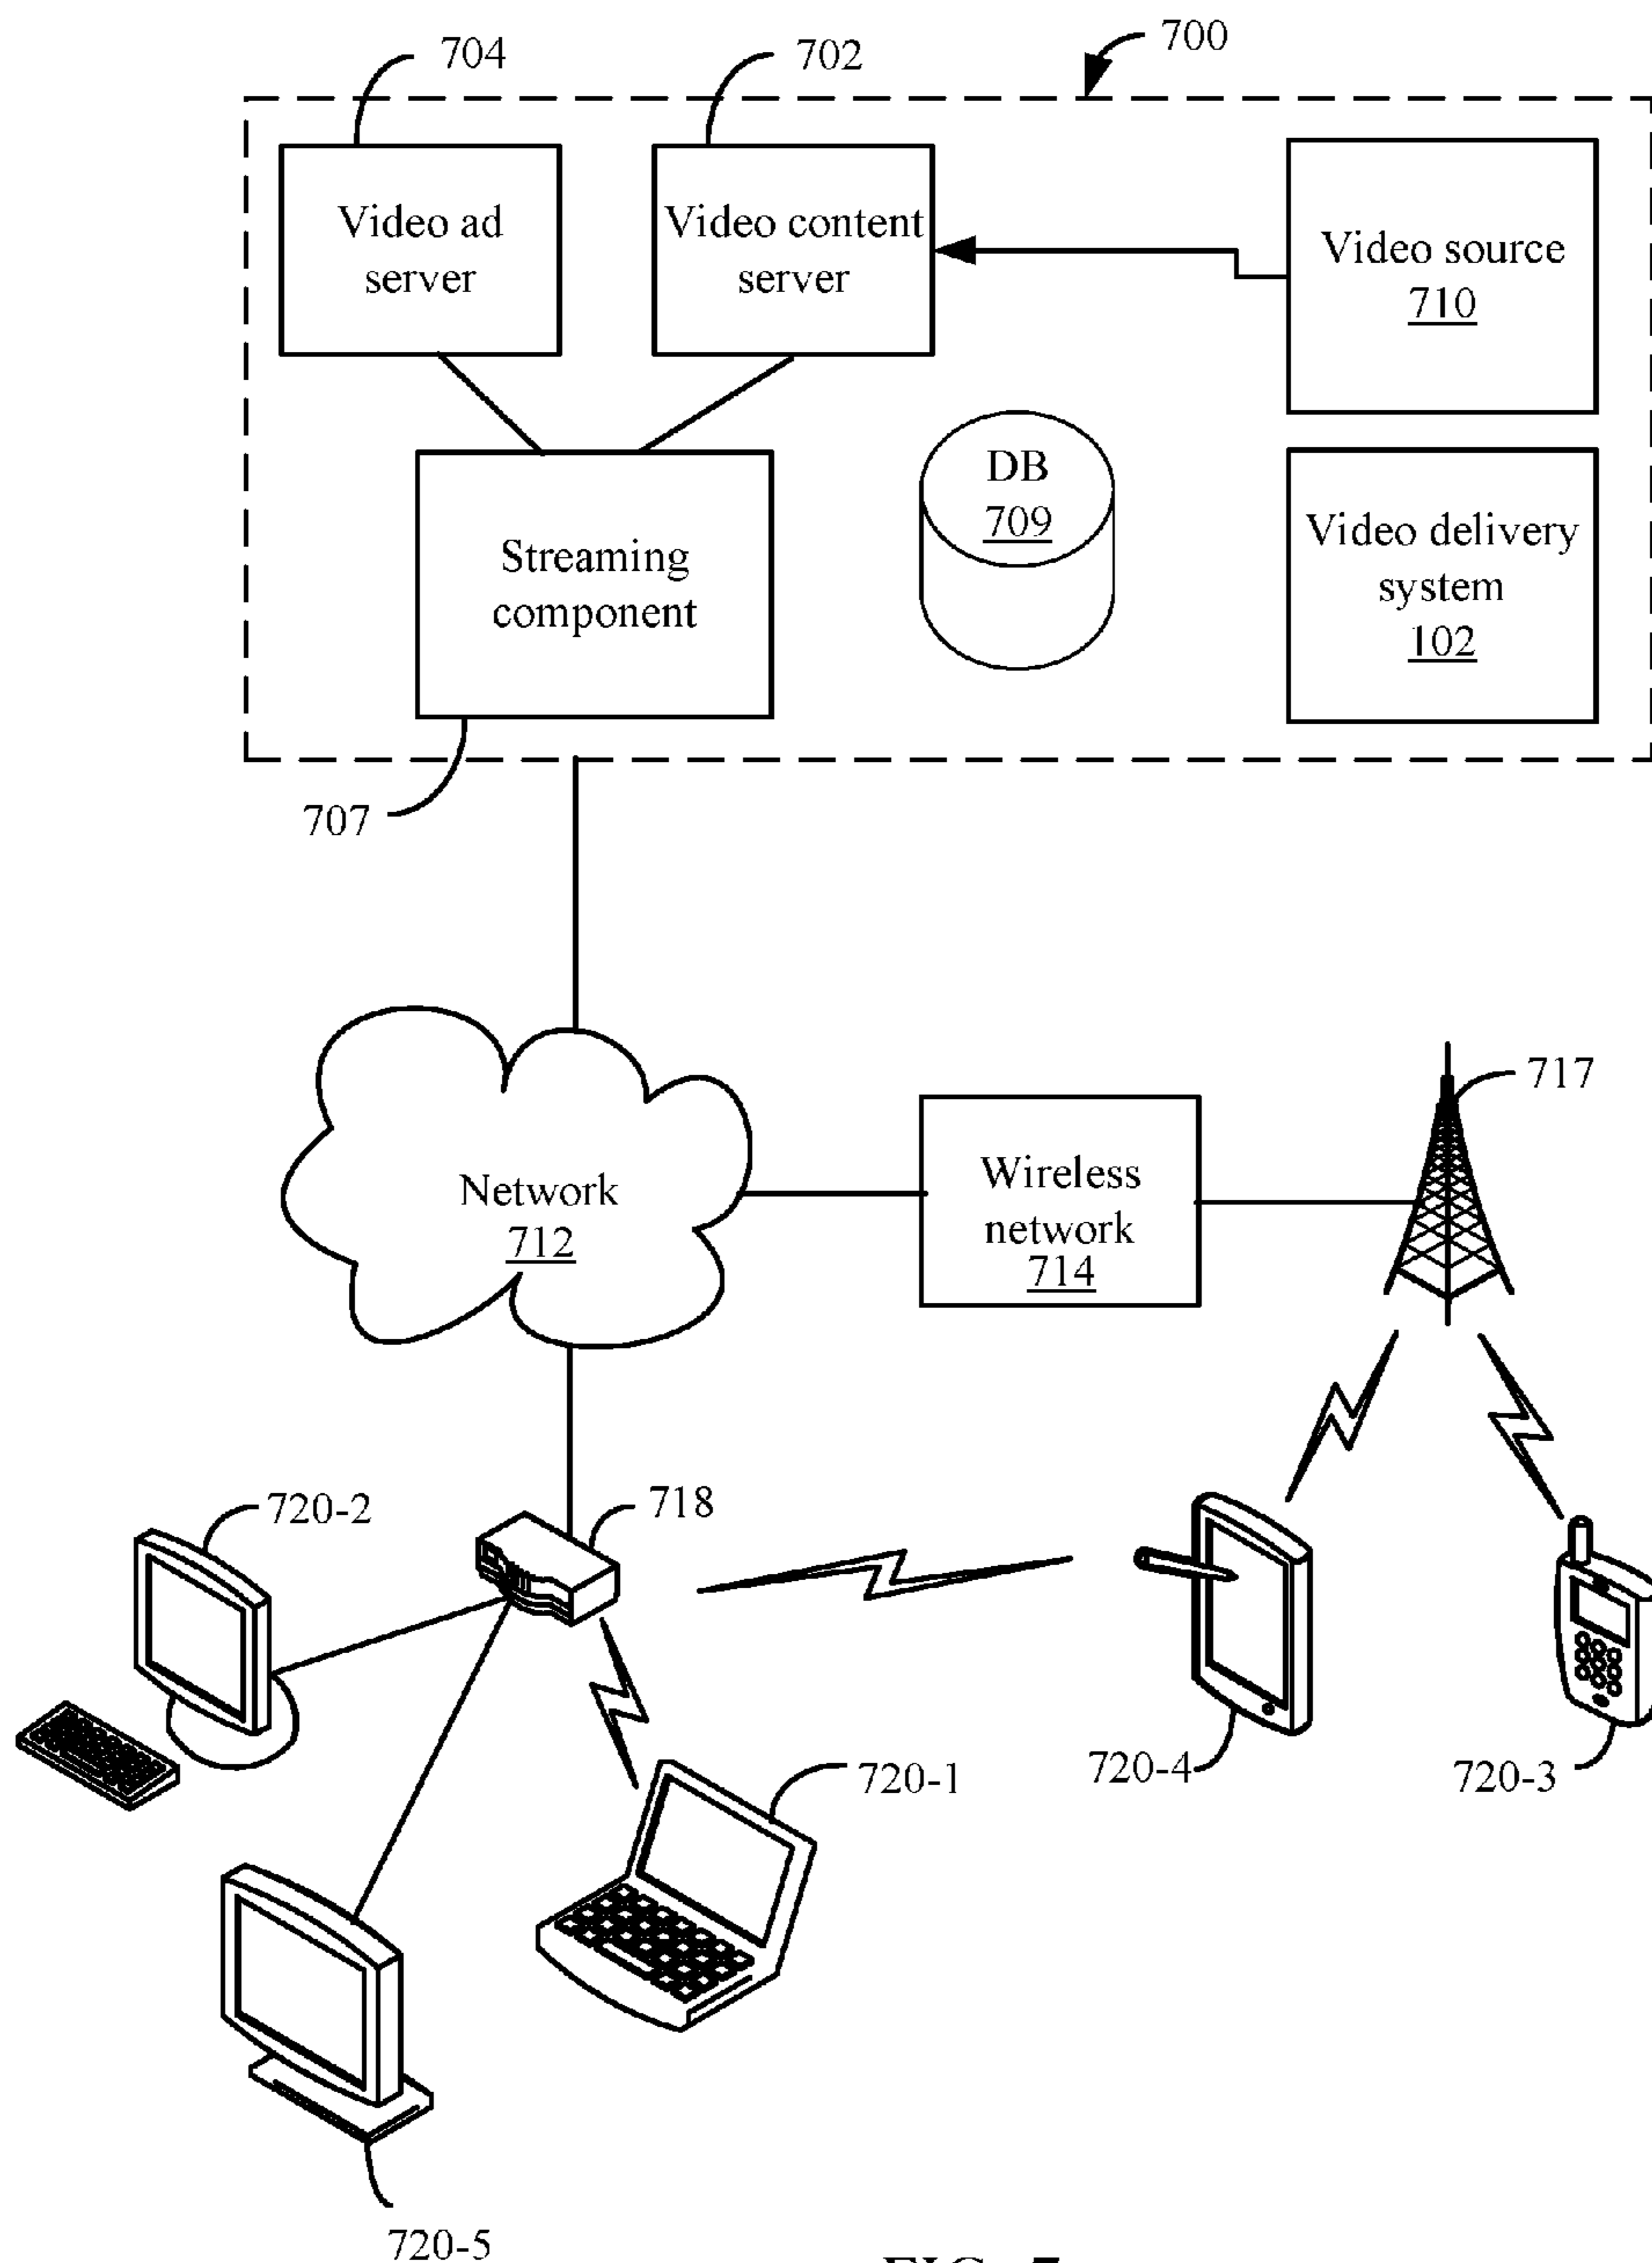 700
704
702
Video ad
server
Video content
server
Video source
710
DB
709
Video delivery
system
102
Streaming
component
707
717
Network
712
Wireless
network
714
720-2
718
720-1
720-4
720-3
720-5